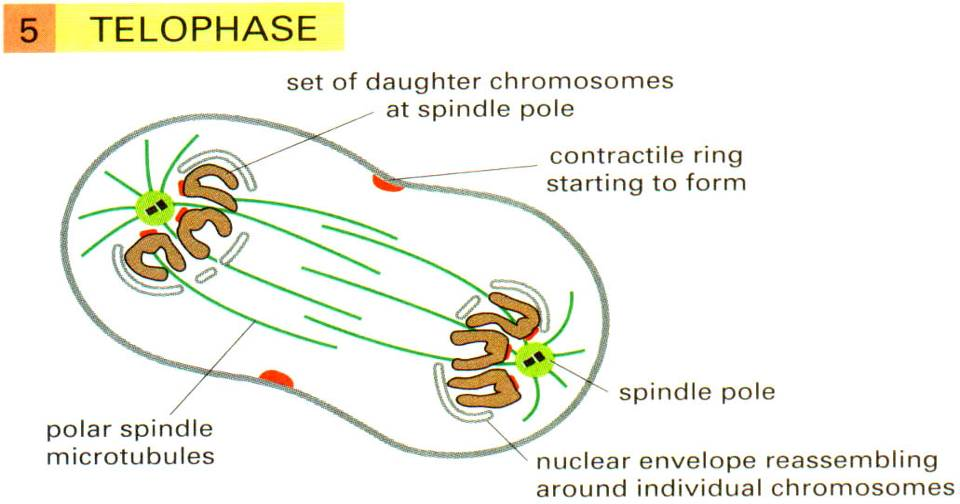 5 TELOPHASE
set of daughter chromosomes
at spindle pole
contractile ring
starting to form
spindle pole
polar spindle
microtubules
nuclear envelope reassembling
around individual chromosomes